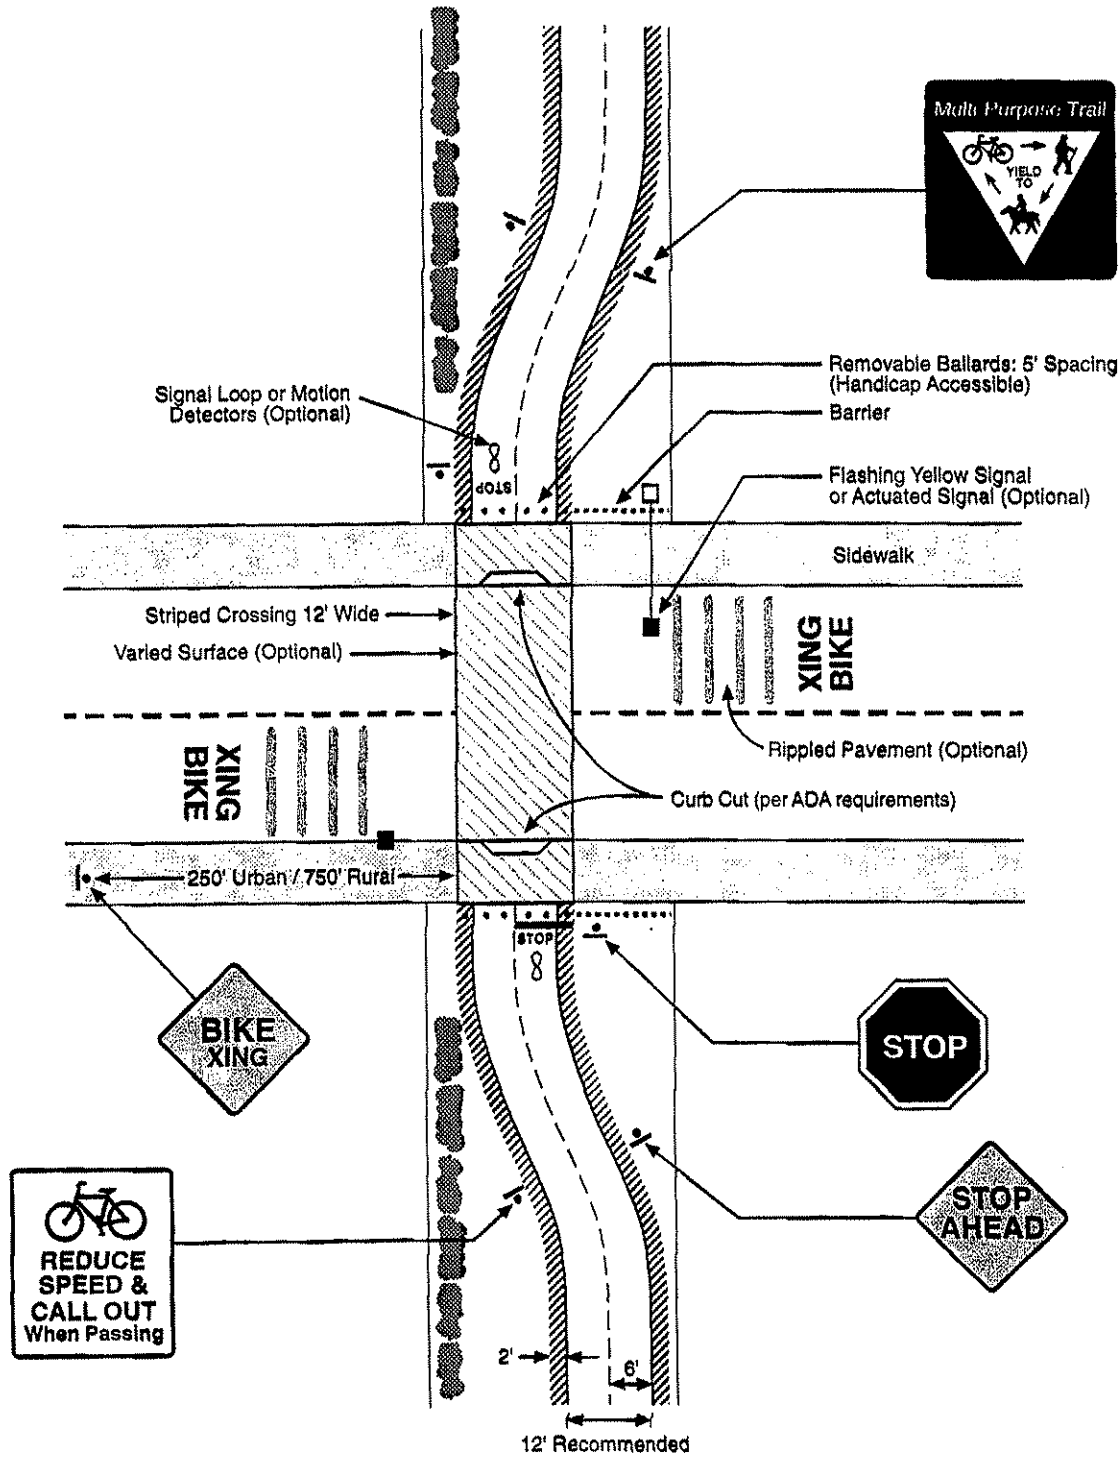 Multi Purpose Trail
YIELD
TO
Removable Ballards: 5' Spacing
(Handicap Accessible)
Signal Loop or Motion
Detectors (Optional)
Barrier
Flashing Yellow Signal
or Actuated Signal (Optional)
STOP
Sidewalk
Striped Crossing 12' Wide
Varied Surface (Optional)
XING
BIKE
Rippled Pavement (Optional)
XING
BIKE
Curb Cut (per ADA requirements)
250' Urban / 750' Rural
STOP
BIKE
XING
STOP
STOP
AHEAD
REDUCE
SPEED &
CALL OUT
When Passing
2'
6'
12' Recommended